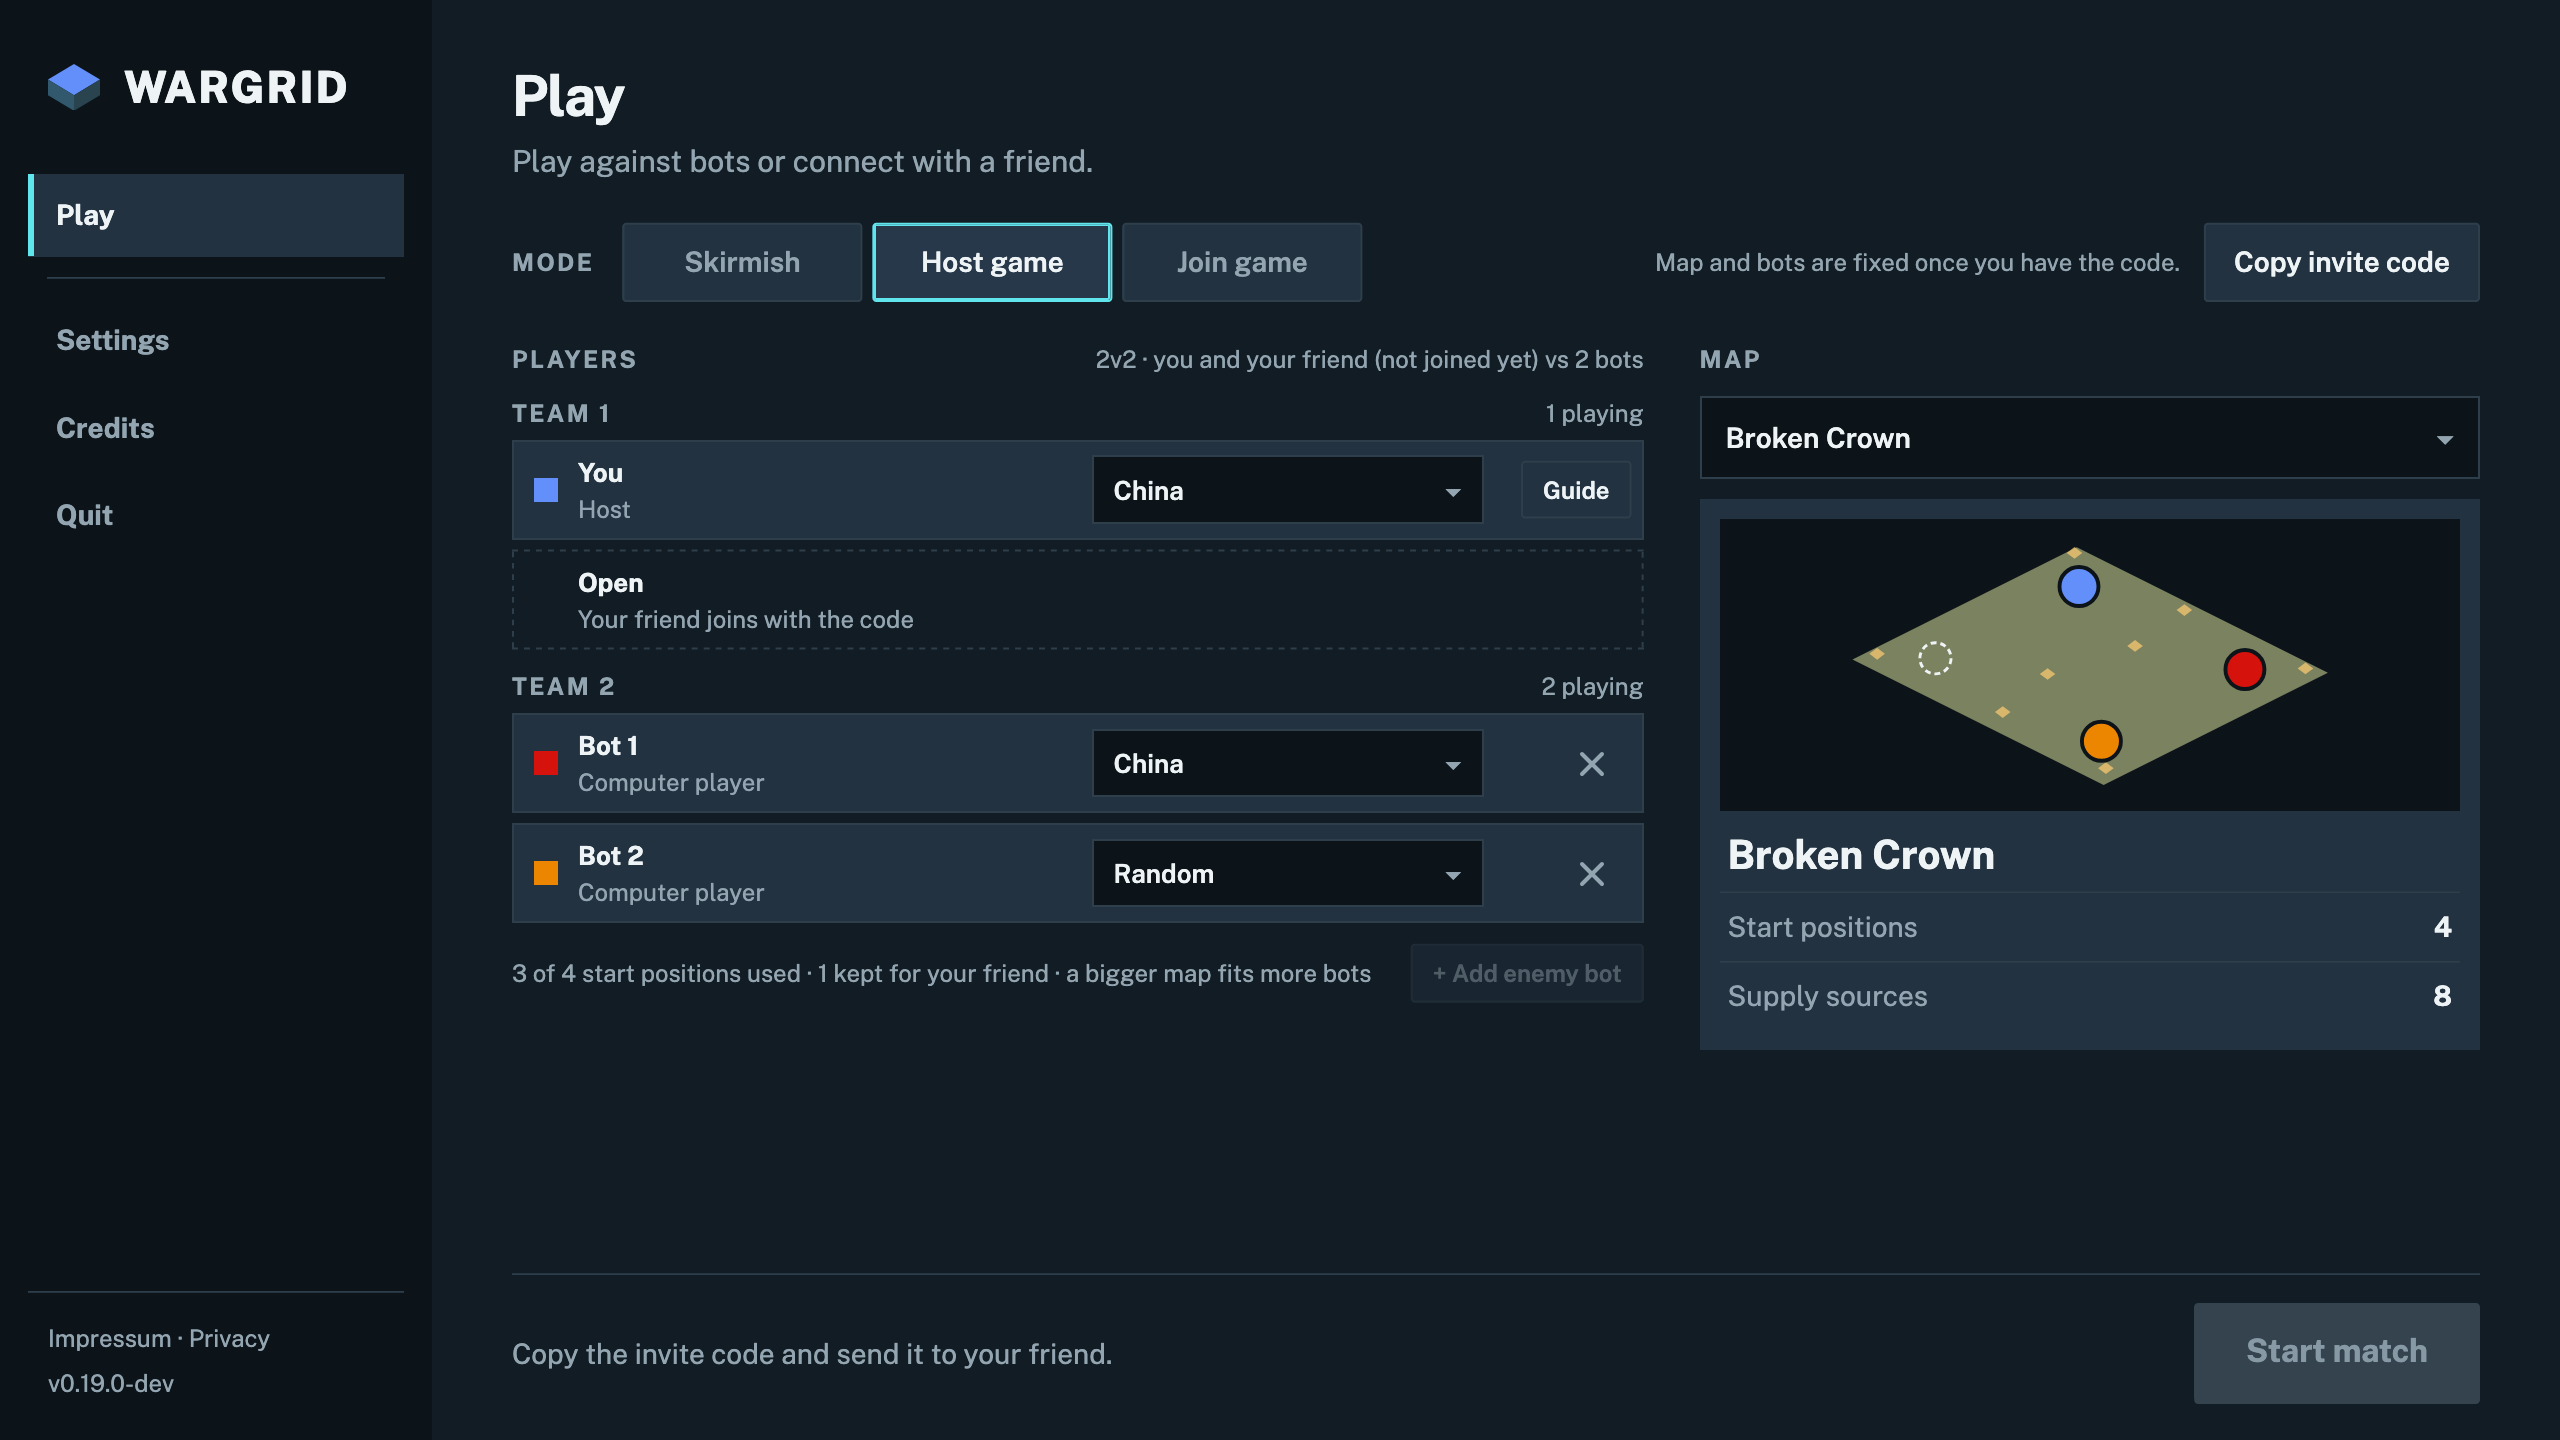 WARGRID
Play
Settings
Credits
Quit
Impressum · Privacy
v0.19.0-dev
Play
Play against bots or connect with a friend.
MODE
Skirmish
Host game
Join game
Map and bots are fixed once you have the code.
Copy invite code
PLAYERS
2v2 · you and your friend (not joined yet) vs 2 bots
TEAM 1
1 playing
You
Host
China
Guide
Open
Your friend joins with the code
TEAM 2
2 playing
Bot 1
Computer player
China
Bot 2
Computer player
Random
3 of 4 start positions used · 1 kept for your friend · a bigger map fits more bots
+ Add enemy bot
MAP
Broken Crown
Broken Crown
Start positions
4
Supply sources
8
Copy the invite code and send it to your friend.
Start match